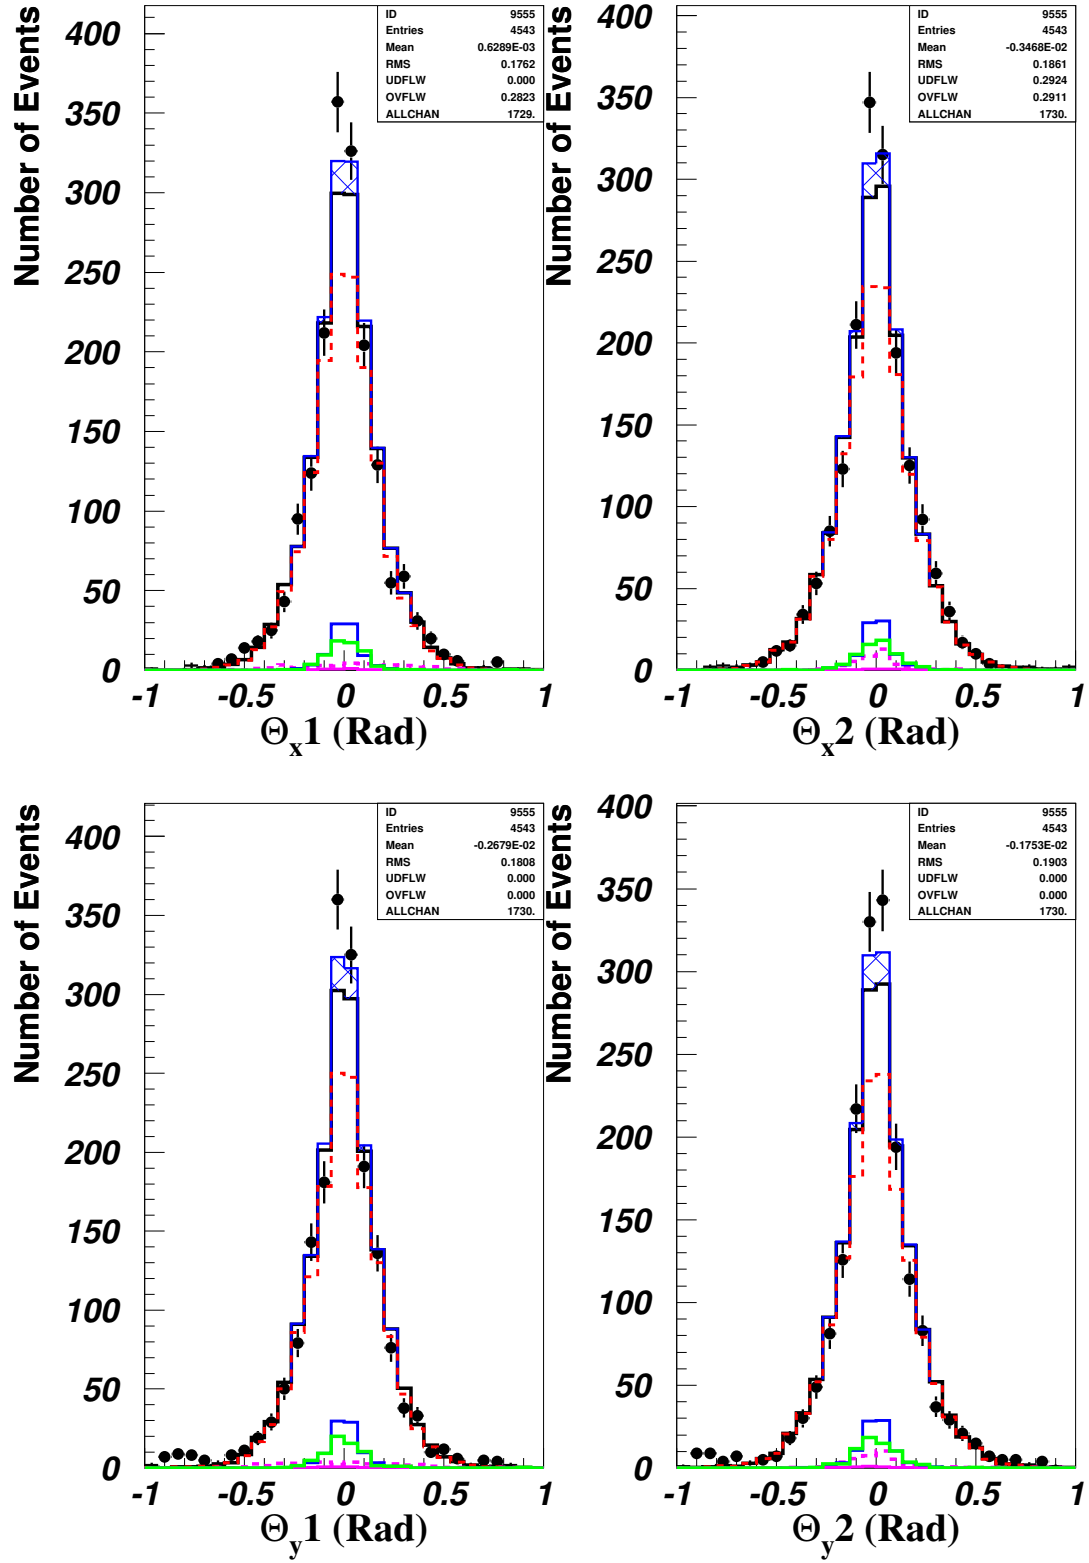 Number of Events
400
350
300
250
200
150
100
50
0
-1
-0.5
0
0.5
1
Θx1 (Rad)
ID 9555
Entries 4543
Mean 0.6289E-03
RMS 0.1762
UDFLW 0.000
OVFLW 0.2823
ALLCHAN 1729.
Number of Events
400
350
300
250
200
150
100
50
0
-1
-0.5
0
0.5
1
Θx2 (Rad)
ID 9555
Entries 4543
Mean -0.3468E-02
RMS 0.1861
UDFLW 0.2924
OVFLW 0.2911
ALLCHAN 1730.
Number of Events
400
350
300
250
200
150
100
50
0
-1
-0.5
0
0.5
1
Θy1 (Rad)
ID 9555
Entries 4543
Mean -0.2679E-02
RMS 0.1808
UDFLW 0.000
OVFLW 0.000
ALLCHAN 1730.
Number of Events
400
350
300
250
200
150
100
50
0
-1
-0.5
0
0.5
1
Θy2 (Rad)
ID 9555
Entries 4543
Mean -0.1753E-02
RMS 0.1903
UDFLW 0.000
OVFLW 0.000
ALLCHAN 1730.